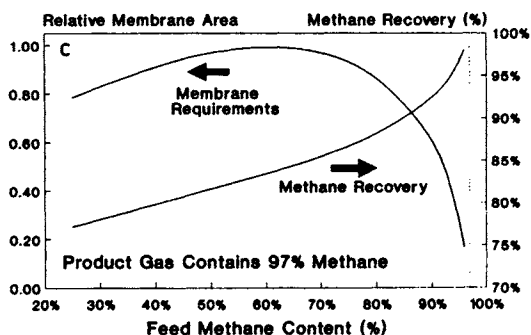 Relative Membrane Area Methane Recovery (%)
C
1.00
0.80
0.60
0.40
0.20
0.00
100%
95%
90%
85%
80%
75%
70%
Membrane
Requirements
Methane Recovery
Product Gas Contains 97% Methane
20% 30% 40% 50% 60% 70% 80% 90% 100%
Feed Methane Content (%)